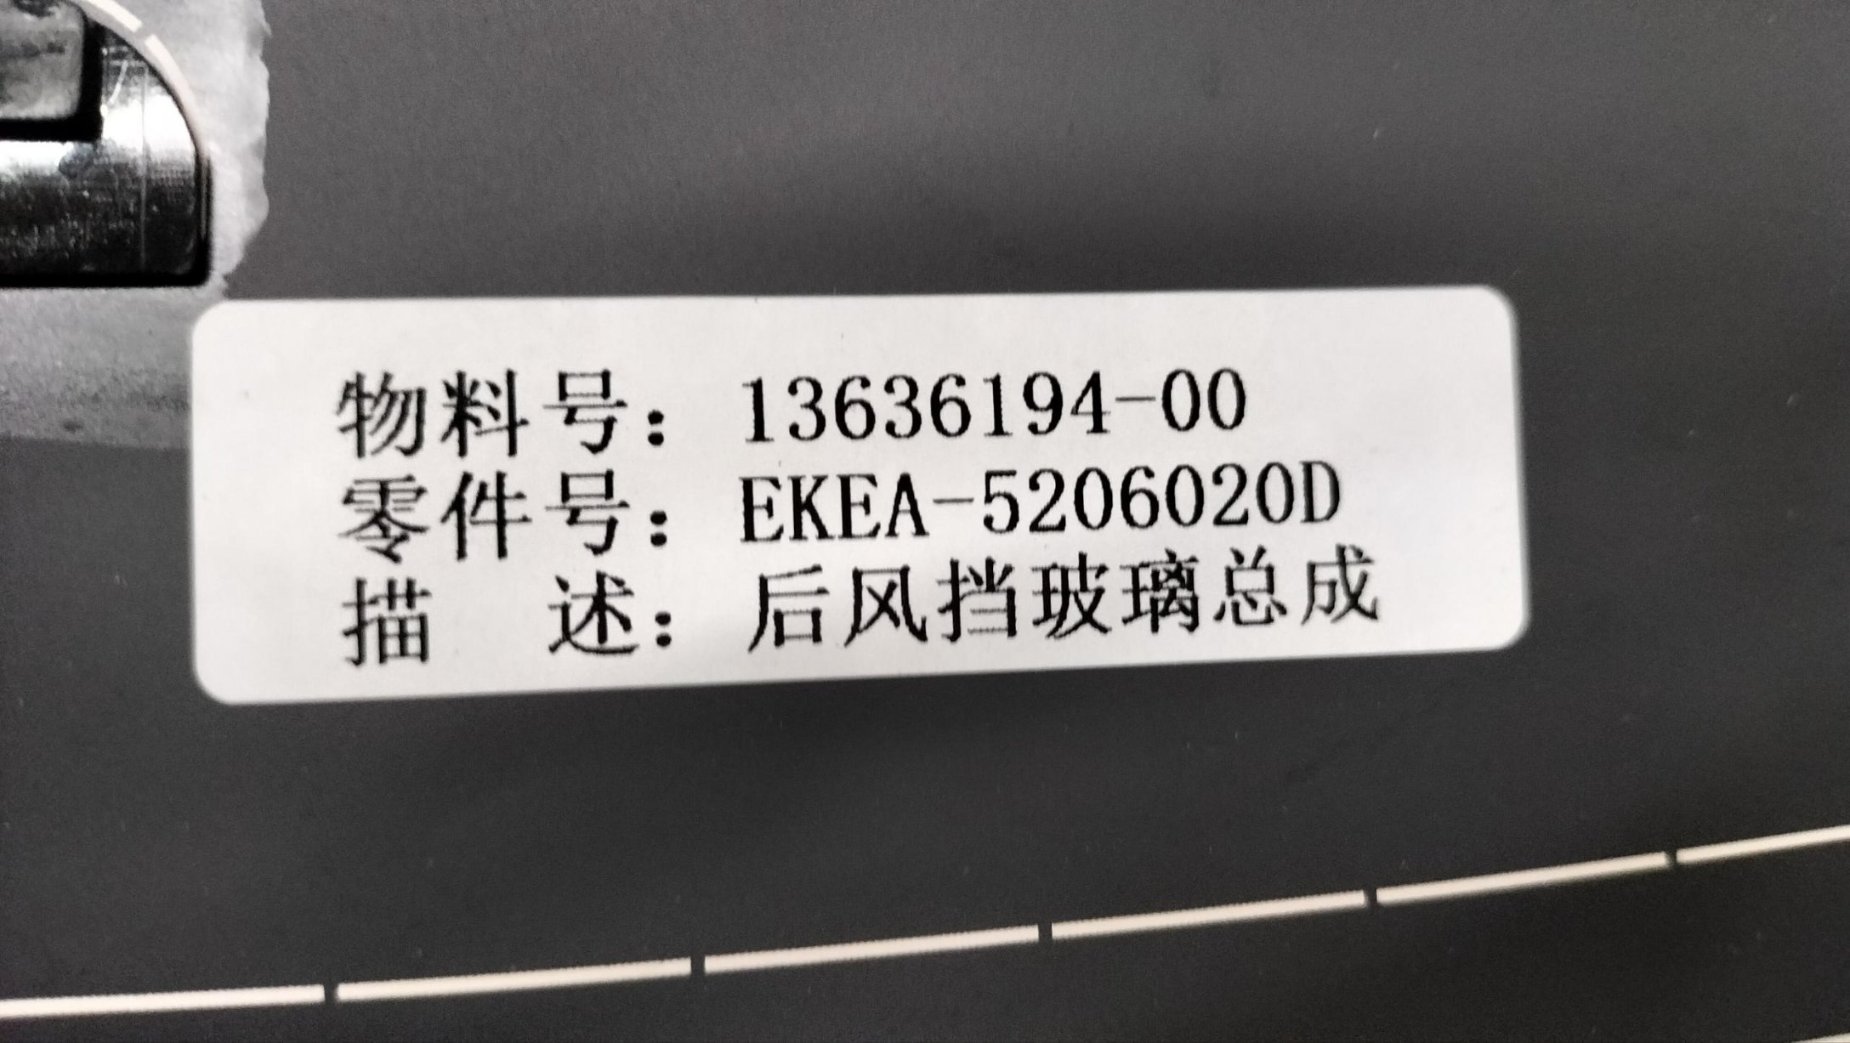 物料号：13636194-00
零件号：EKEA-5206020D
描　述：后风挡玻璃总成